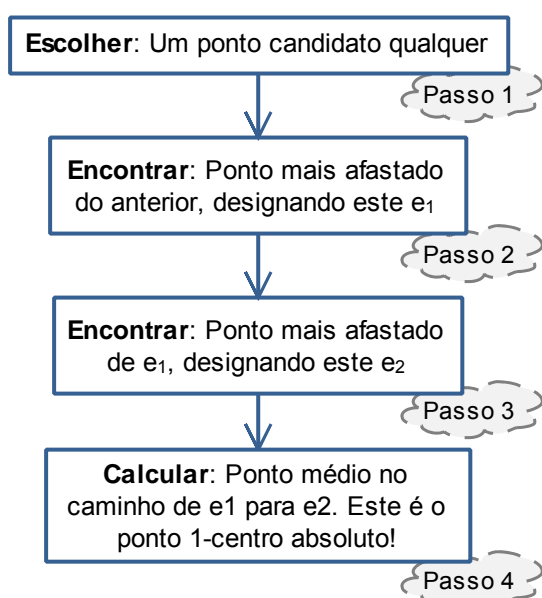 Escolher: Um ponto candidato qualquer
Passo 1
Encontrar: Ponto mais afastado
do anterior, designando este e₁
Passo 2
Encontrar: Ponto mais afastado
de e₁, designando este e₂
Passo 3
Calcular: Ponto médio no
caminho de e1 para e2. Este é o
ponto 1-centro absoluto!
Passo 4